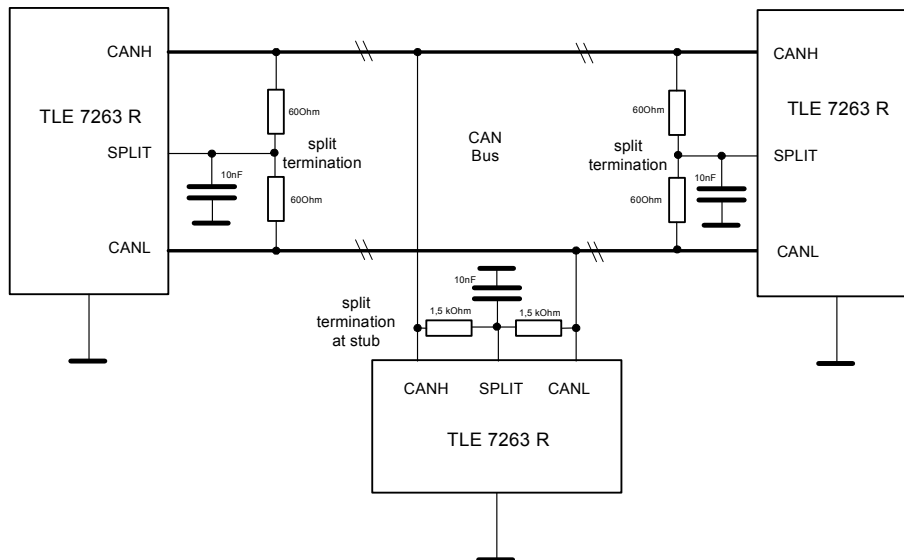 CANH
TLE 7263 R
SPLIT
CANL
60Ohm
60Ohm
10nF
split
termination
CAN
Bus
split
termination
60Ohm
60Ohm
10nF
CANH
TLE 7263 R
SPLIT
CANL
split
termination
at stub
10nF
1,5 kOhm
1,5 kOhm
CANH
SPLIT
CANL
TLE 7263 R